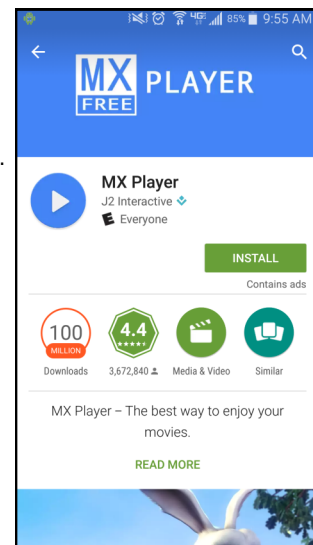 4G 85% 9:55 AM
MX PLAYER
FREE
.
MX Player
J2 Interactive
E Everyone
INSTALL
Contains ads
100
MILLION
4.4
Downloads
3,672,840
Media & Video
Similar
MX Player – The best way to enjoy your
movies.
READ MORE